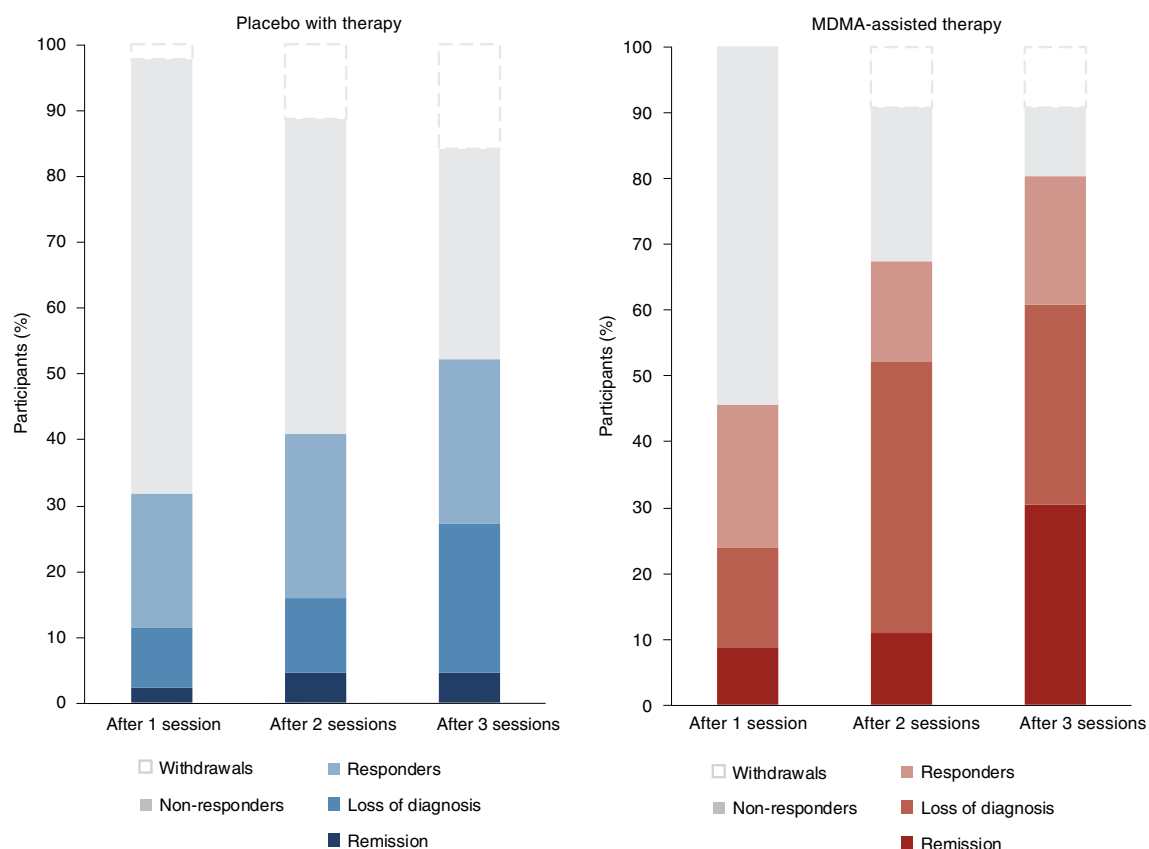 Placebo with therapy
100
90
80
70
60
50
40
30
20
10
0
Participants (%)
After 1 session
After 2 sessions
After 3 sessions
Withdrawals
Responders
Non-responders
Loss of diagnosis
Remission
MDMA-assisted therapy
100
90
80
70
60
50
40
30
20
10
0
Participants (%)
After 1 session
After 2 sessions
After 3 sessions
Withdrawals
Responders
Non-responders
Loss of diagnosis
Remission